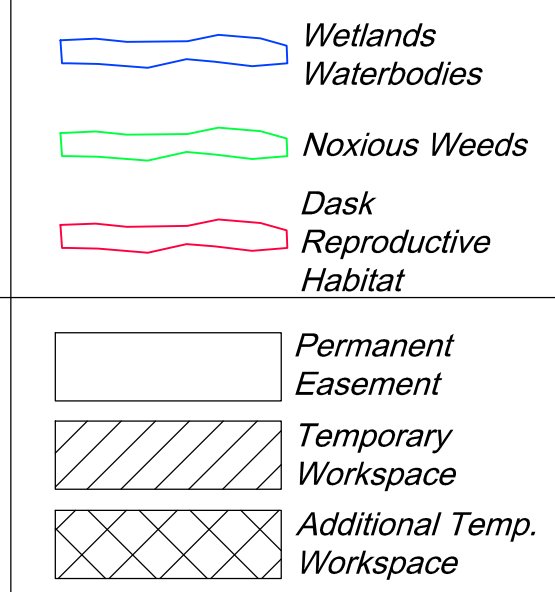 Wetlands
Waterbodies
Noxious Weeds
Dask
Reproductive
Habitat
Permanent
Easement
Temporary
Workspace
Additional Temp.
Workspace